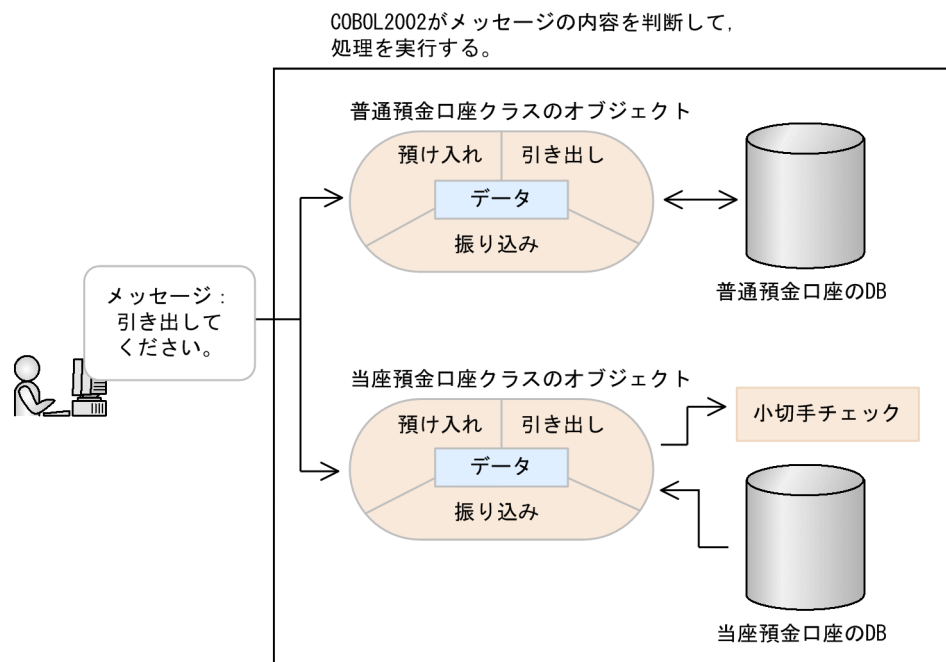 COBOL2002がメッセージの内容を判断して,
処理を実行する。
普通預金口座クラスのオブジェクト
預け入れ
引き出し
データ
振り込み
普通預金口座のDB
メッセージ：
引き出して
ください。
当座預金口座クラスのオブジェクト
預け入れ
引き出し
データ
振り込み
小切手チェック
当座預金口座のDB